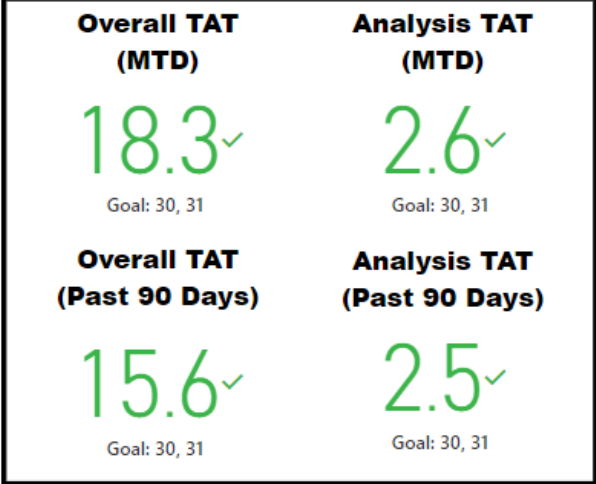 Overall TAT
(MTD)
18.3
Goal: 30, 31
Analysis TAT
(MTD)
2.6
Goal: 30, 31
Overall TAT
(Past 90 Days)
15.6
Goal: 30, 31
Analysis TAT
(Past 90 Days)
2.5
Goal: 30, 31